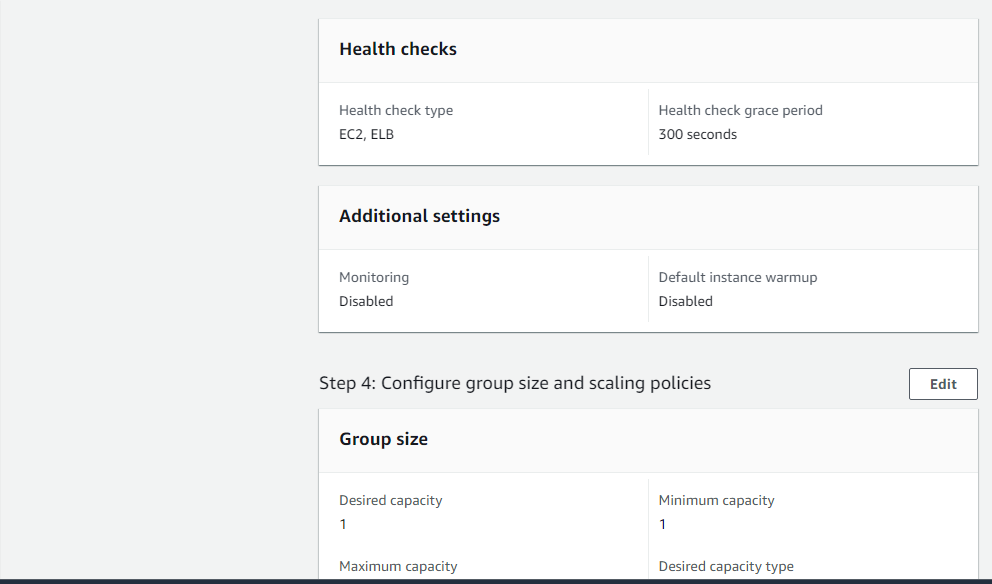 Health checks
Health check type
Health check grace period
EC2, ELB
300 seconds
Additional settings
Monitoring
Default instance warmup
Disabled
Disabled
Step 4: Configure group size and scaling policies
Edit
Group size
Desired capacity
Minimum capacity
1
1
Maximum capacity
Desired capacity type